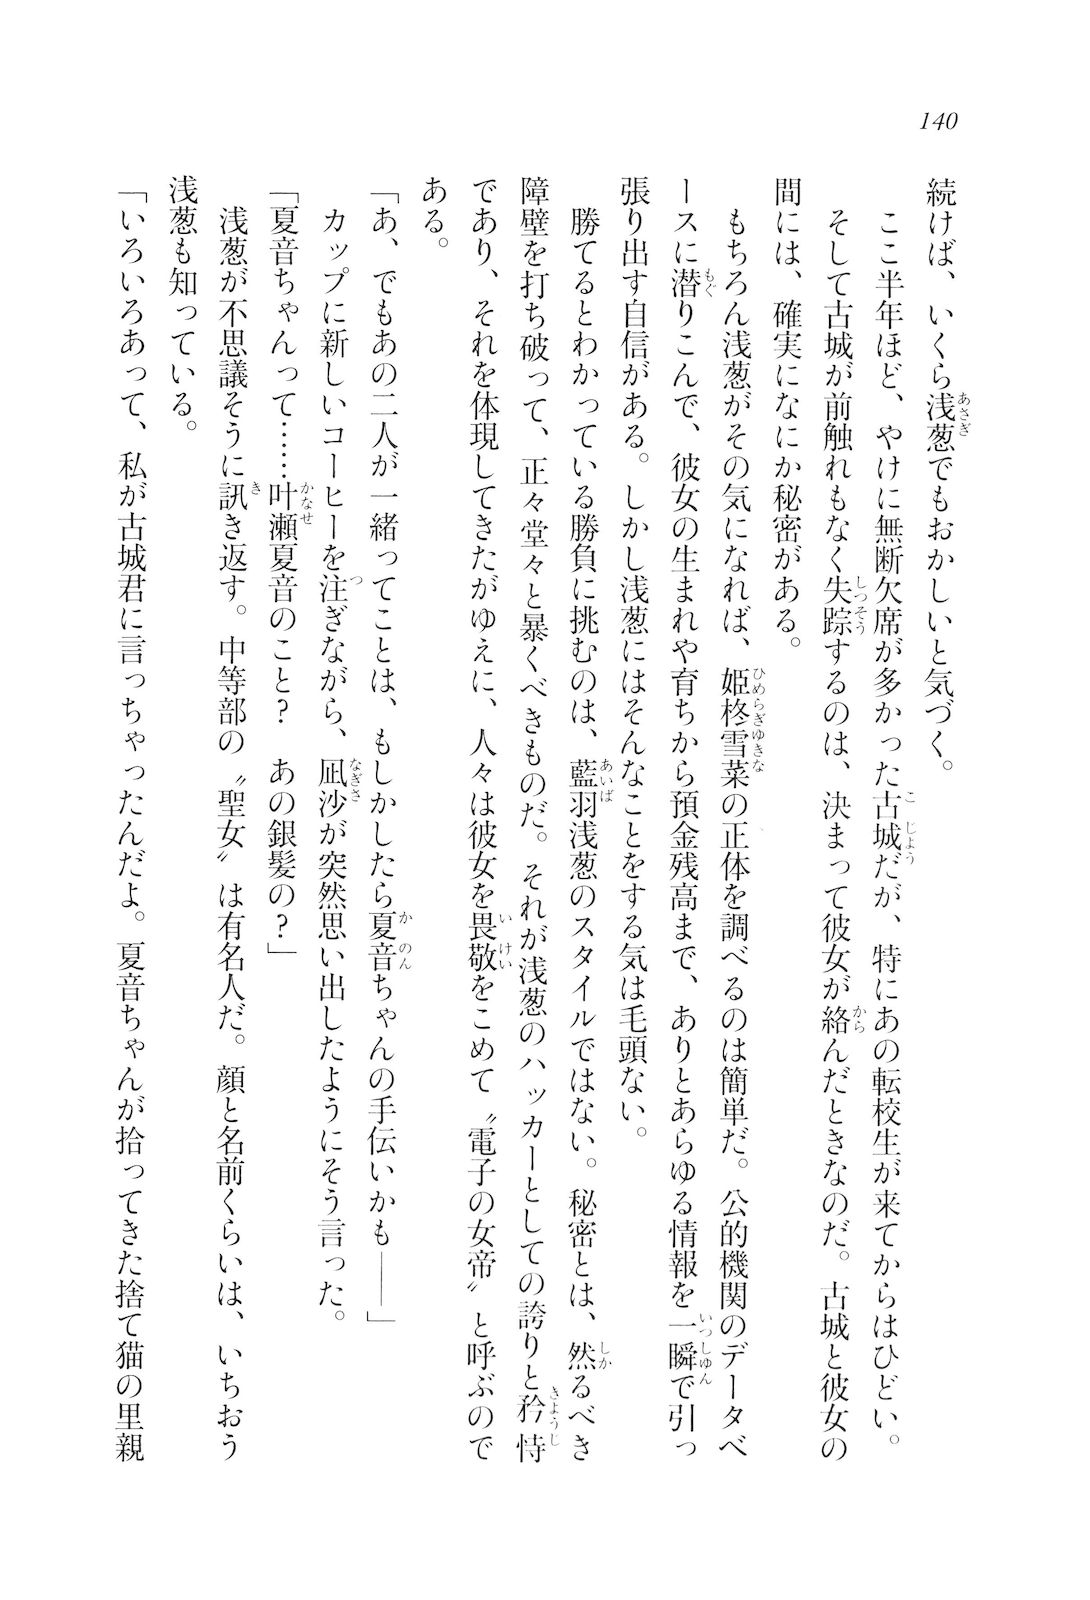 140
続けば、いくら浅葱でもおかしいと気づく。
ここ半年ほど、やけに無断欠席が多かった古城だが、特にあの転校生が来てからはひどい。
そして古城が前触れもなく失踪するのは、決まって彼女が絡んだときなのだ。古城と彼女の
間には、確実になにか秘密がある。
もちろん浅葱がその気になれば、姫柊雪菜の正体を調べるのは簡単だ。公的機関のデータベ
ースに潜りこんで、彼女の生まれや育ちから預金残高まで、ありとあらゆる情報を一瞬で引っ
張り出す自信がある。しかし浅葱にはそんなことをする気は毛頭ない。
勝てるとわかっている勝負に挑むのは、藍羽浅葱のスタイルではない。秘密とは、然るべき
障壁を打ち破って、正々堂々と暴くべきものだ。それが浅葱のハッカーとしての誇りと矜恃
であり、それを体現してきたがゆえに、人々は彼女を畏敬をこめて〝電子の女帝〟と呼ぶので
ある。
「あ、でもあの二人が一緒ってことは、もしかしたら夏音ちゃんの手伝いかも――」
カップに新しいコーヒーを注ぎながら、凪沙が突然思い出したようにそう言った。
「夏音ちゃんって……叶瀬夏音のこと？　あの銀髪の？」
浅葱が不思議そうに訊き返す。中等部の〝聖女〟は有名人だ。顔と名前くらいは、いちおう
浅葱も知っている。
「いろいろあって、私が古城君に言っちゃったんだよ。夏音ちゃんが拾ってきた捨て猫の里親